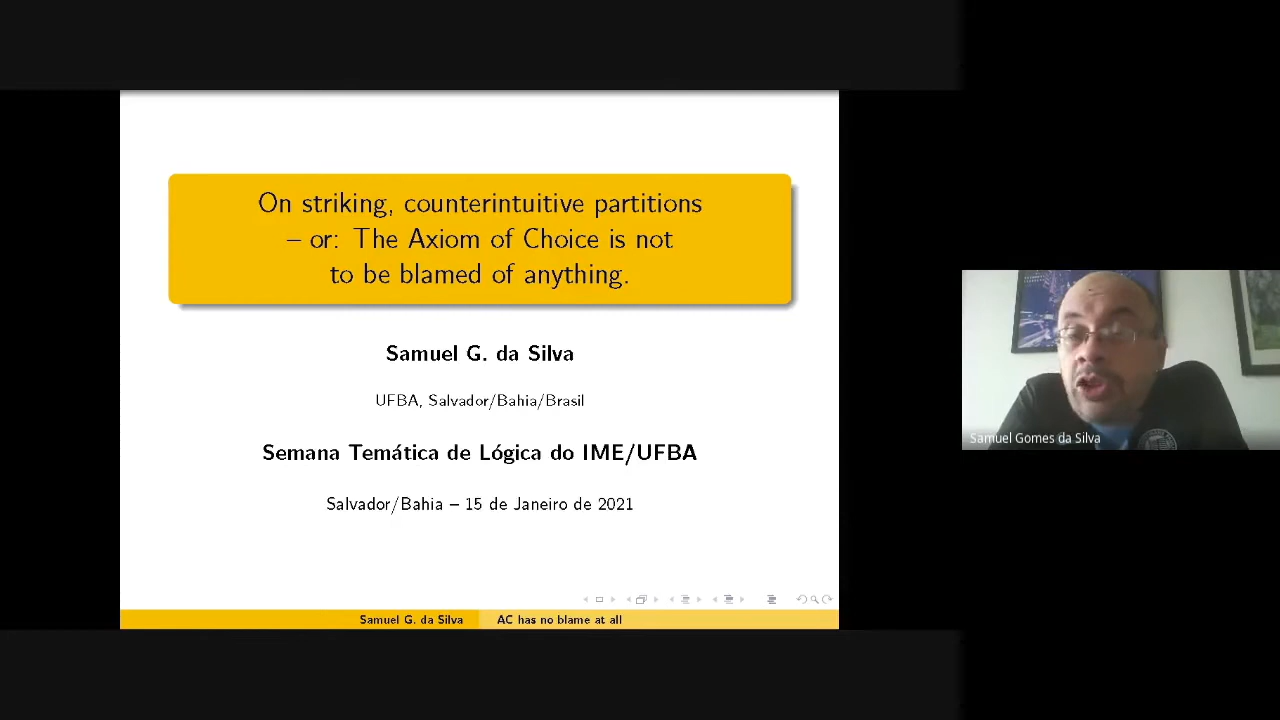 On striking, counterintuitive partitions
– or: The Axiom of Choice is not
to be blamed of anything.
Samuel G. da Silva
UFBA, Salvador/Bahia/Brasil
Semana Temática de Lógica do IME/UFBA
Salvador/Bahia – 15 de Janeiro de 2021
Samuel G. da Silva
AC has no blame at all
Samuel Gomes da Silva